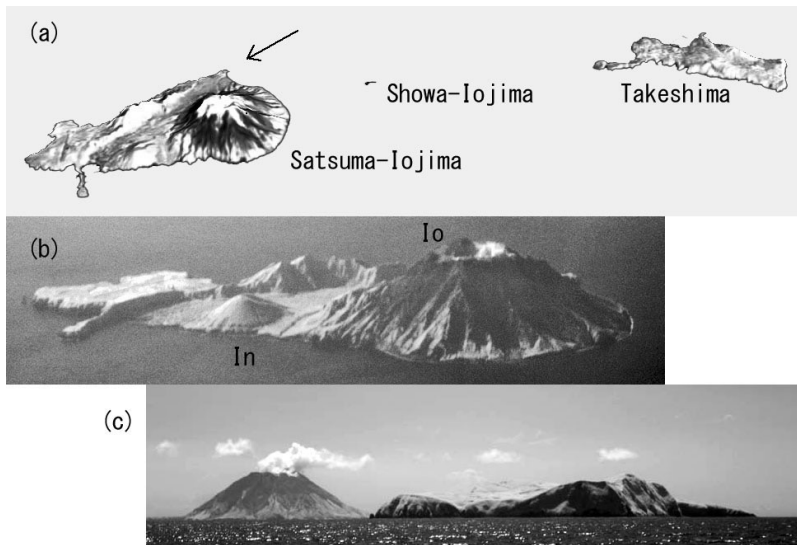 (a)
Showa-Iojima
Takeshima
Satsuma-Iojima
(b)
Io
In
(c)